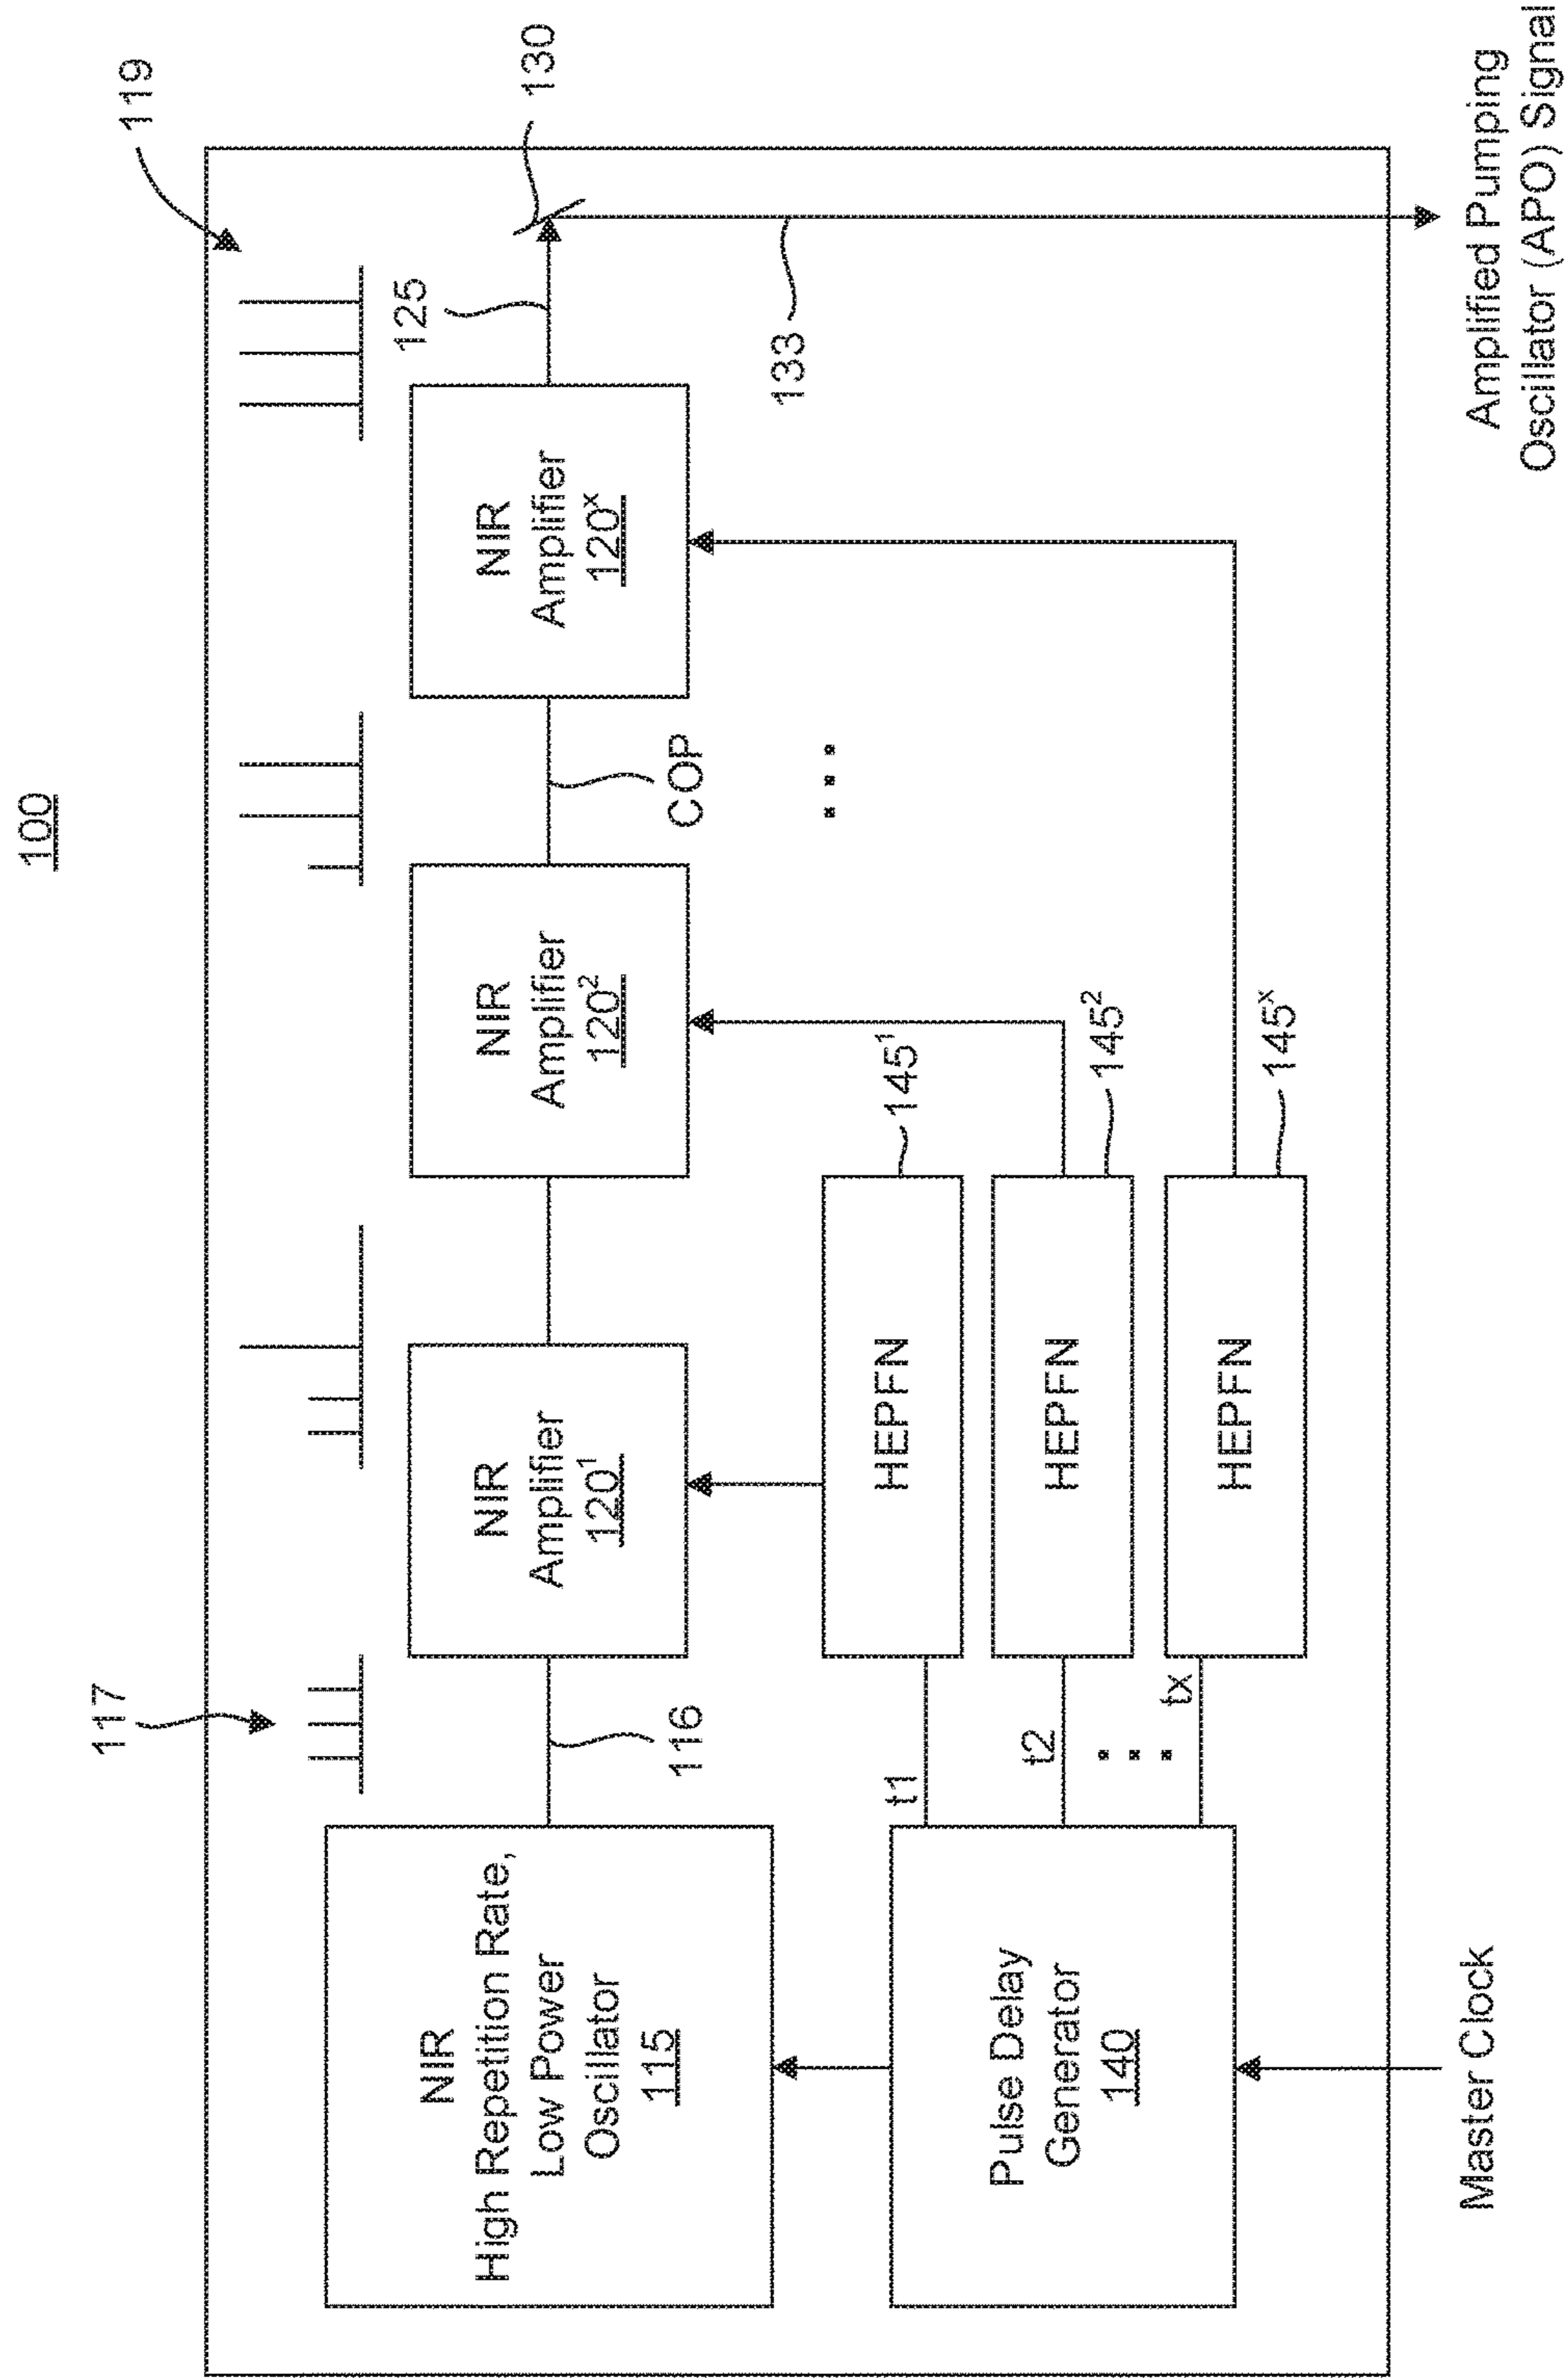 100
117
119
NIR
High Repetition Rate,
Low Power
Oscillator
115
116
NIR
Amplifier
120¹
NIR
Amplifier
120²
COP
...
NIR
Amplifier
120ˣ
125
130
133
Pulse Delay
Generator
140
t1
t2
...
tx
HEPFN
145¹
HEPFN
145²
HEPFN
145ˣ
Master Clock
Amplified Pumping
Oscillator (APO) Signal